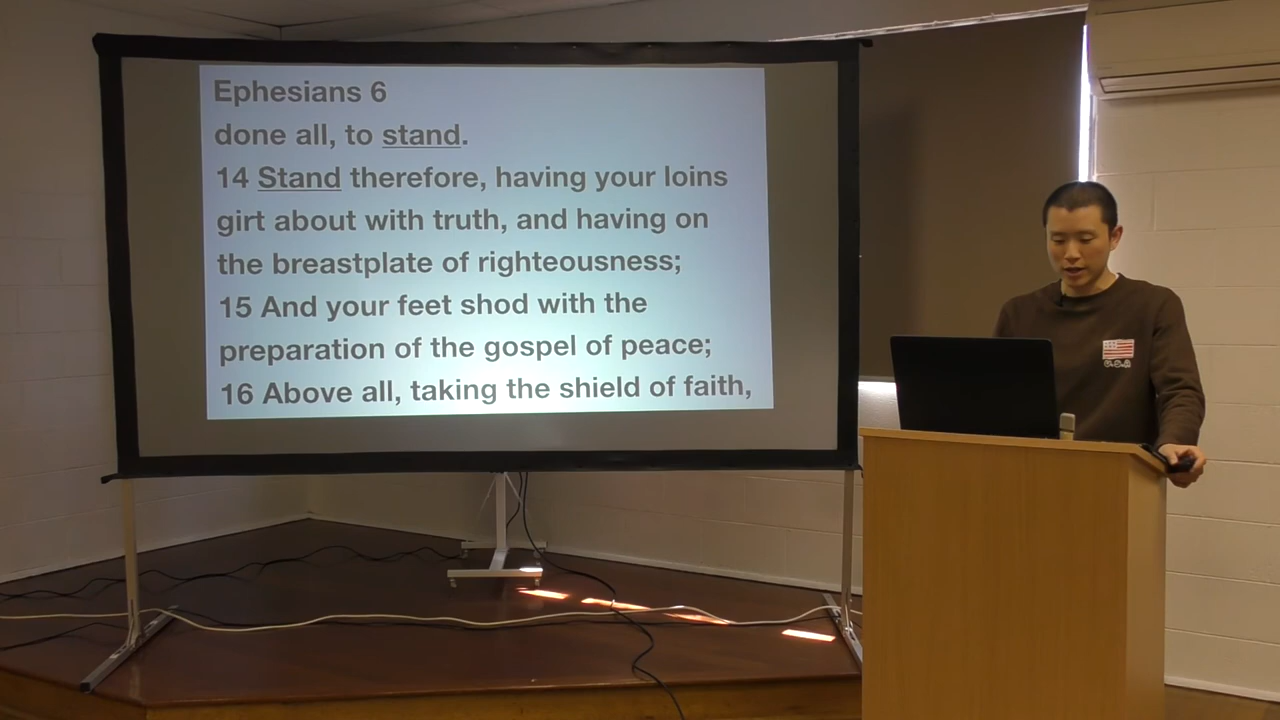 Ephesians 6
done all, to stand.
14 Stand therefore, having your loins
girt about with truth, and having on
the breastplate of righteousness;
15 And your feet shod with the
preparation of the gospel of peace;
16 Above all, taking the shield of faith,
U.S.A